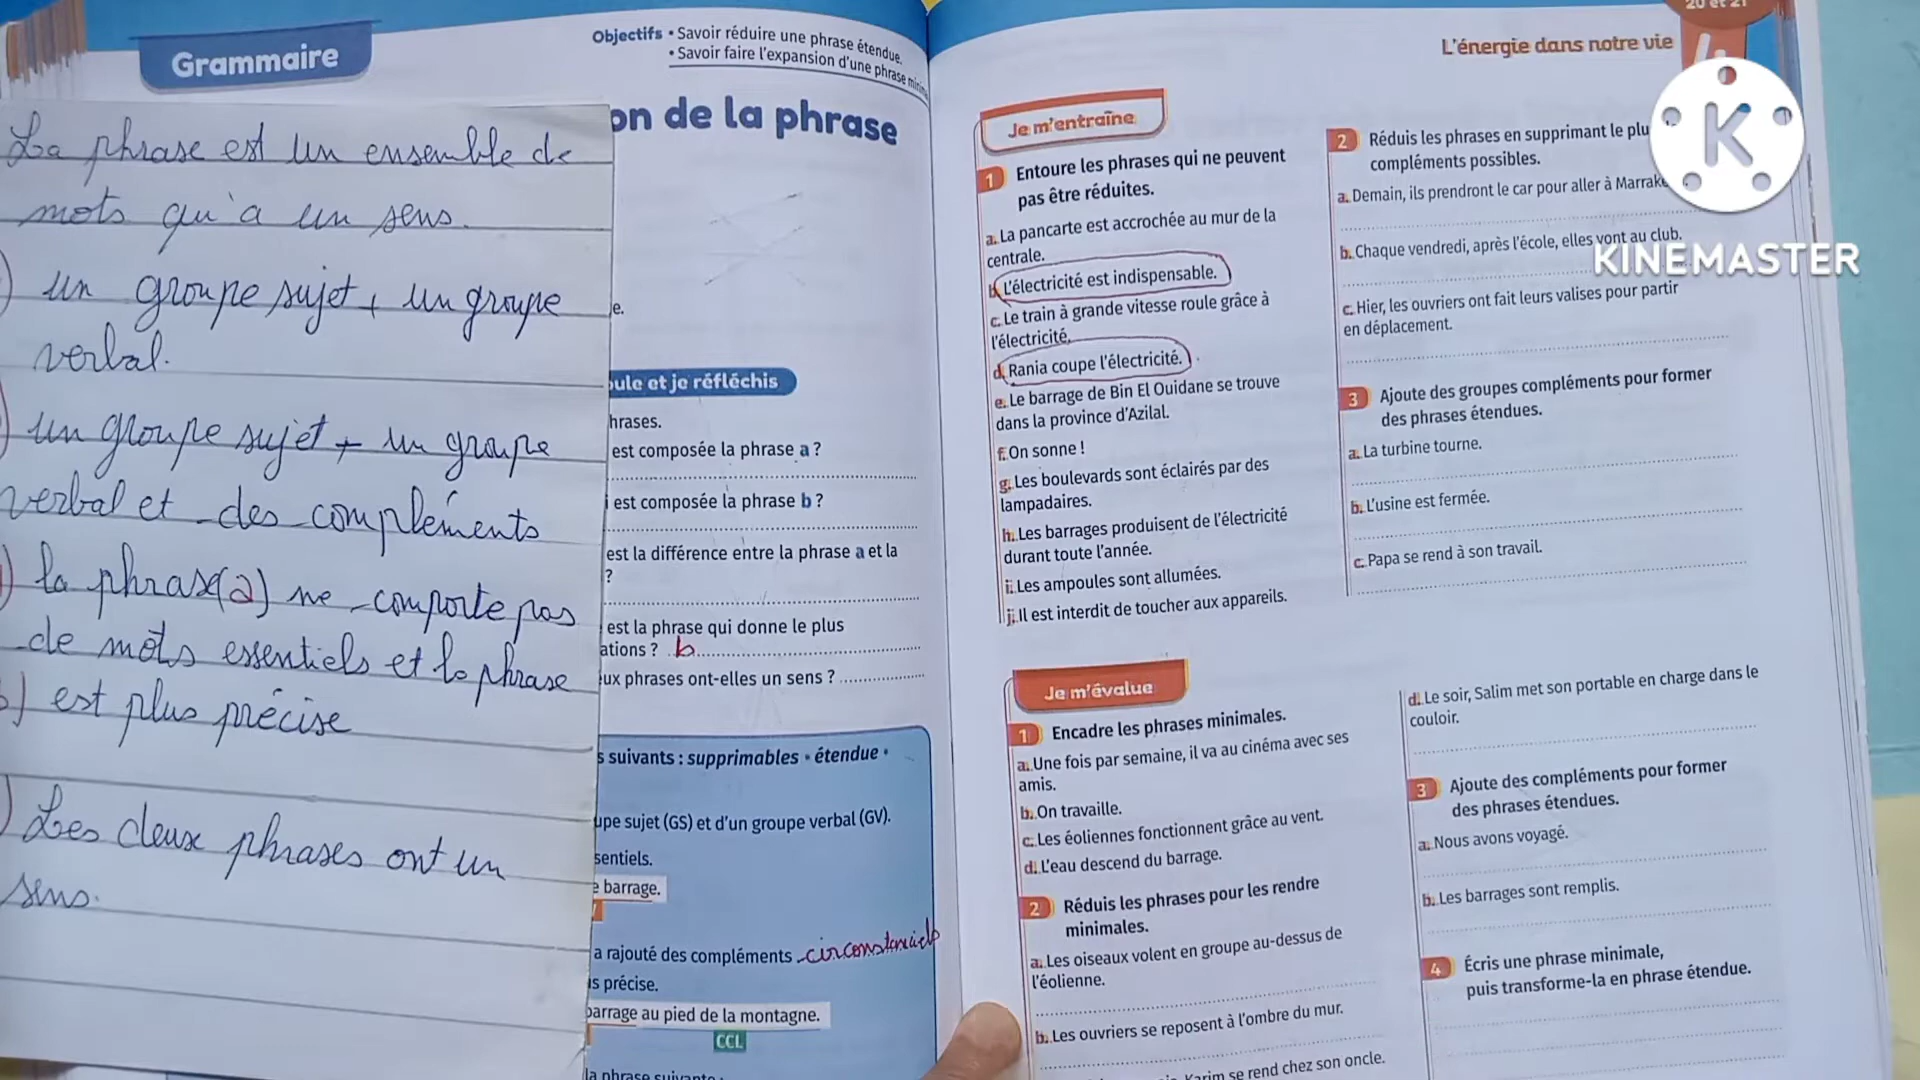 Grammaire
Objectifs • Savoir réduire une phrase étendue.
• Savoir faire l'expansion d'une phrase
on de la phrase
La phrase est un ensemble de
mots qu'a un sens.
un groupe sujet + un groupe
verbal.
un groupe sujet + un groupe
verbal et des compléments
la phrase(a) ne comporte pas
de mots essentiels et la phrase
b) est plus précise
Les deux phrases ont un
sens.
e.
oule et je réfléchis
hrases.
est composée la phrase a ?
i est composée la phrase b ?
est la différence entre la phrase a et la
?
est la phrase qui donne le plus
ations ? b
ux phrases ont-elles un sens ?
s suivants : supprimables • étendue •
upe sujet (GS) et d'un groupe verbal (GV).
sentiels.
e barrage.
a rajouté des compléments circonstanciels
is précise.
barrage au pied de la montagne.
CCL
la phrase suivante :
20 et 21
L'énergie dans notre vie
4
Je m'entraîne
1 Entoure les phrases qui ne peuvent
pas être réduites.
a. La pancarte est accrochée au mur de la
centrale.
b. L'électricité est indispensable.
c. Le train à grande vitesse roule grâce à
l'électricité.
d. Rania coupe l'électricité.
e. Le barrage de Bin El Ouidane se trouve
dans la province d'Azilal.
f. On sonne !
g. Les boulevards sont éclairés par des
lampadaires.
h. Les barrages produisent de l'électricité
durant toute l'année.
i. Les ampoules sont allumées.
j. Il est interdit de toucher aux appareils.
2 Réduis les phrases en supprimant le plu
compléments possibles.
a. Demain, ils prendront le car pour aller à Marrake
b. Chaque vendredi, après l'école, elles vont au club.
c. Hier, les ouvriers ont fait leurs valises pour partir
en déplacement.
3 Ajoute des groupes compléments pour former
des phrases étendues.
a. La turbine tourne.
b. L'usine est fermée.
c. Papa se rend à son travail.
K
KINEMASTER
Je m'évalue
1 Encadre les phrases minimales.
a. Une fois par semaine, il va au cinéma avec ses
amis.
b. On travaille.
c. Les éoliennes fonctionnent grâce au vent.
d. L'eau descend du barrage.
2 Réduis les phrases pour les rendre
minimales.
a. Les oiseaux volent en groupe au-dessus de
l'éolienne.
b. Les ouvriers se reposent à l'ombre du mur.
Karim se rend chez son oncle.
d. Le soir, Salim met son portable en charge dans le
couloir.
3 Ajoute des compléments pour former
des phrases étendues.
a. Nous avons voyagé.
b. Les barrages sont remplis.
4 Écris une phrase minimale,
puis transforme-la en phrase étendue.